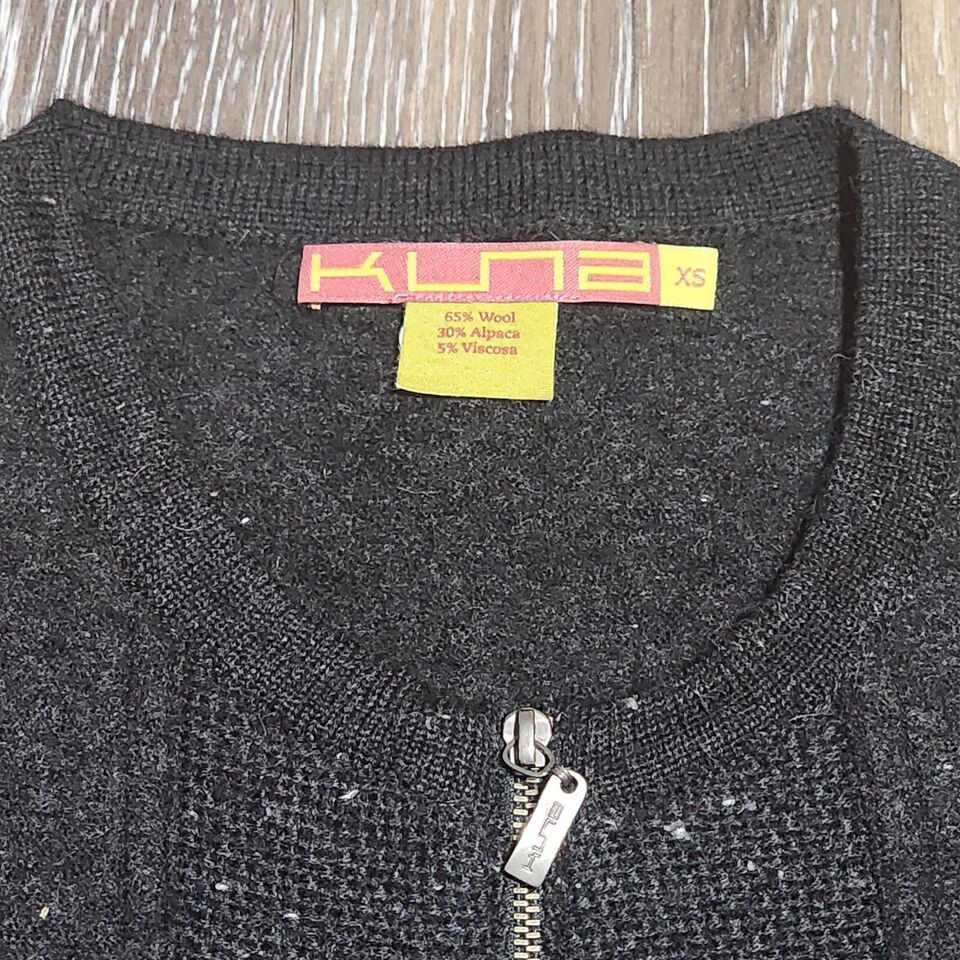 KUNA XS
65% Wool
30% Alpaca
5% Viscosa
KUNA